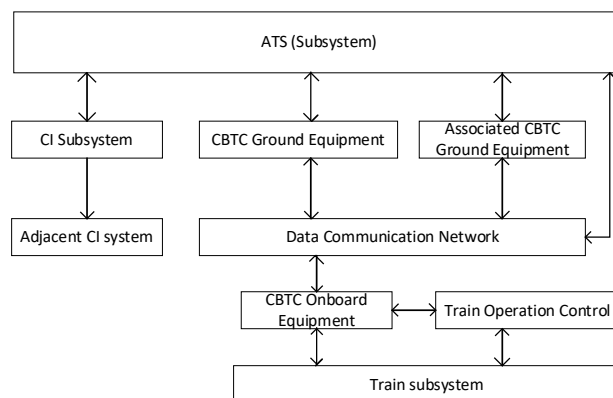 ATS (Subsystem)
CI Subsystem
CBTC Ground Equipment
Associated CBTC
Ground Equipment
Adjacent CI system
Data Communication Network
CBTC Onboard
Equipment
Train Operation Control
Train subsystem